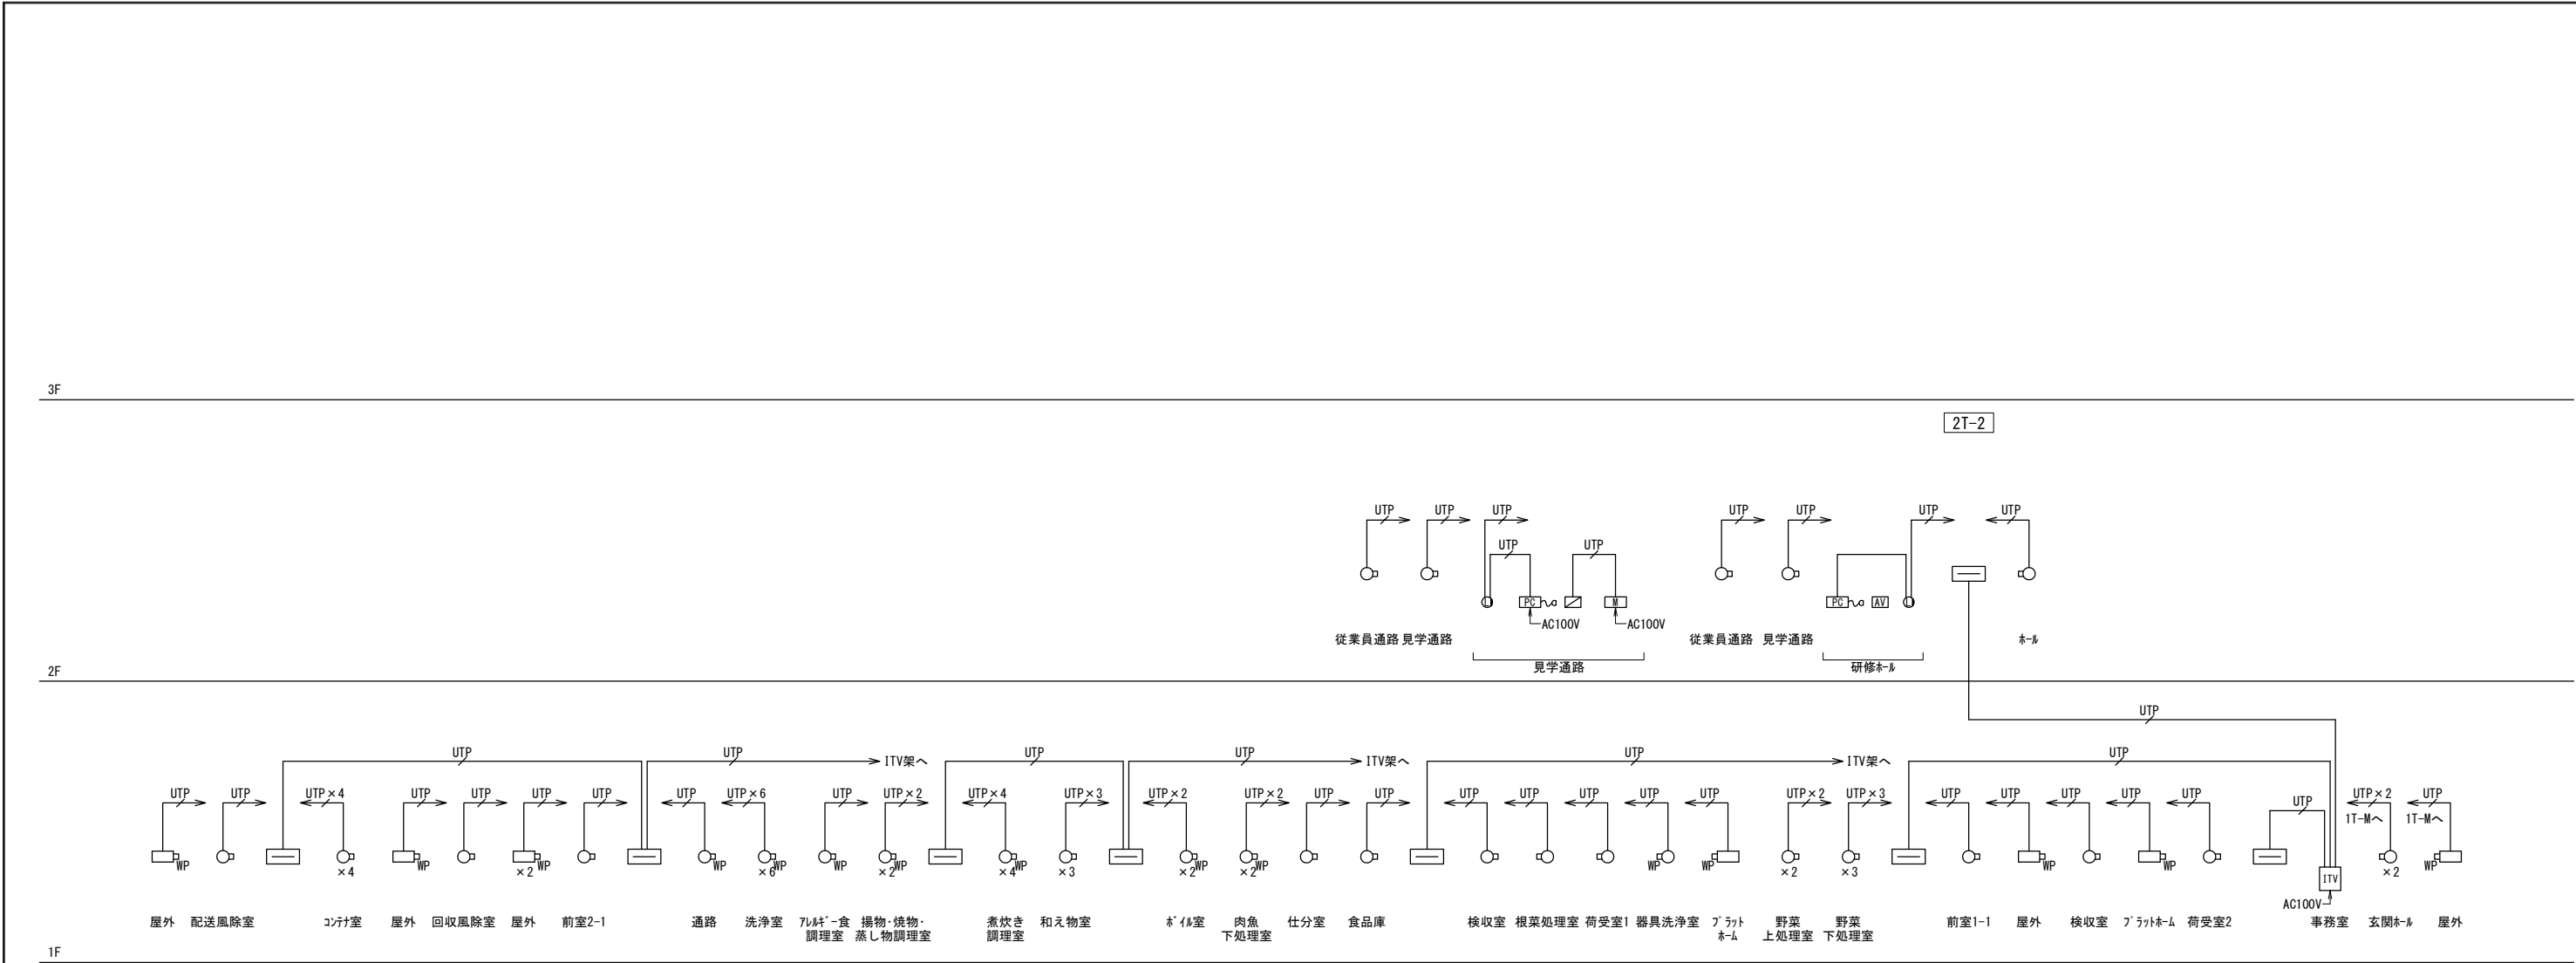 3F
2T-2
UTP UTP UTP UTP UTP UTP UTP
UTP UTP
PC M PC AV
AC100V AC100V
従業員通路 見学通路 従業員通路 見学通路 ホール
見学通路 研修ホール
2F
UTP
UTP UTP ITV架へ UTP UTP ITV架へ UTP ITV架へ UTP
UTP UTP UTP×4 UTP UTP UTP UTP UTP UTP×6 UTP UTP×2 UTP×4 UTP×3 UTP×2 UTP×2 UTP UTP UTP UTP UTP UTP UTP UTP×2 UTP×3 UTP UTP UTP UTP UTP UTP UTP×2 UTP
1T-Mへ 1T-Mへ
WP WP WP WP WP WP WP WP WP WP WP WP WP WP WP
×4 ×2 ×6 ×2 ×4 ×3 ×2 ×2 ×2 ×3 ×2
ITV
AC100V
屋外 配送風除室 コンテナ室 屋外 回収風除室 屋外 前室2-1 通路 洗浄室 アレルギー食 揚物・焼物・ 煮炊き 和え物室 ボイル室 肉魚 仕分室 食品庫 検収室 根菜処理室 荷受室1 器具洗浄室 プラット 野菜 野菜 前室1-1 屋外 検収室 プラットホーム 荷受室2 事務室 玄関ホール 屋外
調理室 蒸し物調理室 調理室 下処理室 ホーム 上処理室 下処理室
1F